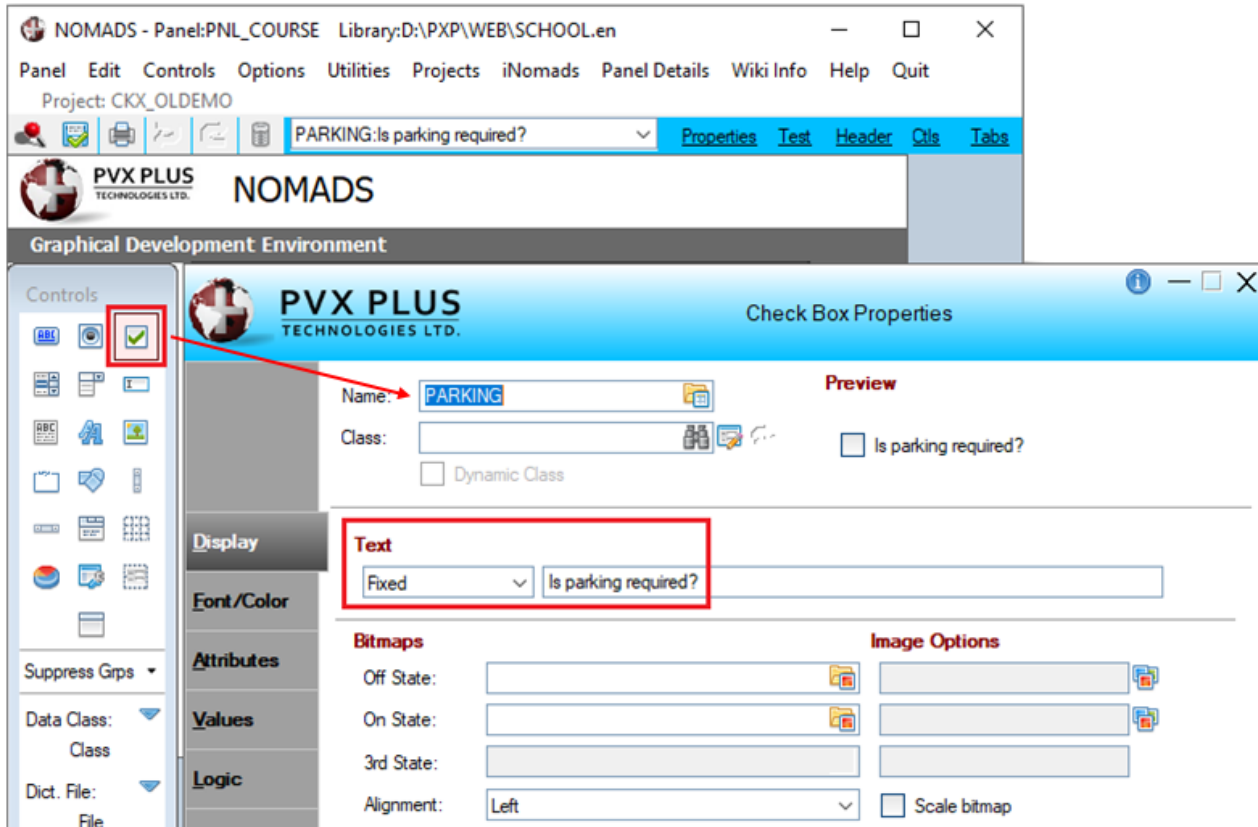 NOMADS - Panel:PNL_COURSE Library:D:\PXP\WEB\SCHOOL.en
Panel Edit Controls Options Utilities Projects iNomads Panel Details Wiki Info Help Quit
Project: CKX_OLDEMO
PARKING:Is parking required? Properties Test Header Ctls Tabs
PVX PLUS
TECHNOLOGIES LTD.
NOMADS
Graphical Development Environment
Controls
ABC
ABC
Suppress Grps
Data Class:
Class
Dict. File:
File
PVX PLUS
TECHNOLOGIES LTD.
Check Box Properties
Name: PARKING
Class:
Dynamic Class
Preview
Is parking required?
Display
Font/Color
Attributes
Values
Logic
Text
Fixed Is parking required?
Bitmaps Image Options
Off State:
On State:
3rd State:
Alignment: Left Scale bitmap